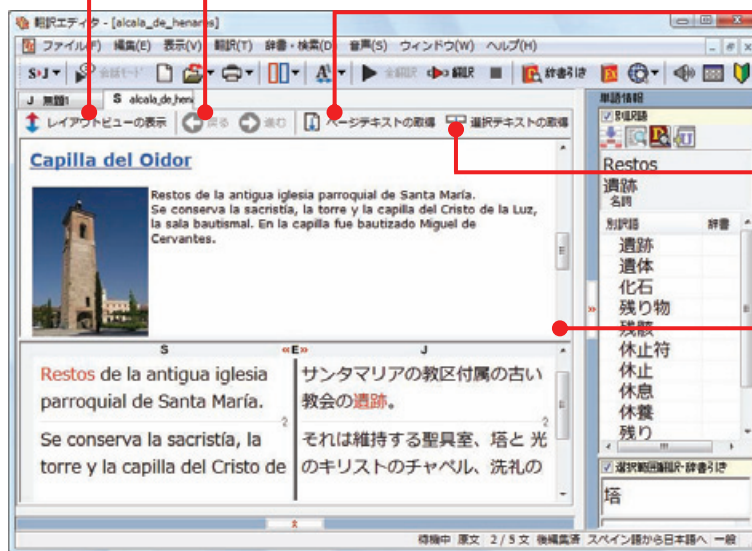 翻訳エディタ - [alcala_de_henares]
ファイル(F) 編集(E) 表示(V) 翻訳(T) 辞書・検索(D) 音声(S) ウィンドウ(W) ヘルプ(H)
S›J 会話モード 全翻訳 翻訳 辞書引き
J 無題1 S alcala_de_hen
レイアウトビューの表示 戻る 進む ページテキストの取得 選択テキストの取得
Capilla del Oidor
Restos de la antigua iglesia parroquial de Santa María.
Se conserva la sacristía, la torre y la capilla del Cristo de la Luz,
la sala bautismal. En la capilla fue bautizado Miguel de
Cervantes.
S «E» J
Restos de la antigua iglesia
parroquial de Santa María.
2
Se conserva la sacristía, la
torre y la capilla del Cristo de
サンタマリアの教区付属の古い
教会の遺跡。
2
それは維持する聖具室、塔と 光
のキリストのチャペル、洗礼の
単語情報
別訳語
Restos
遺跡
名詞
別訳語 辞書
遺跡
遺体
化石
残り物
残骸
休止符
休止
休息
休養
残り
選択範囲翻訳・辞書引き
塔
待機中 原文 2/5文 後編集済 スペイン語から日本語へ 一般